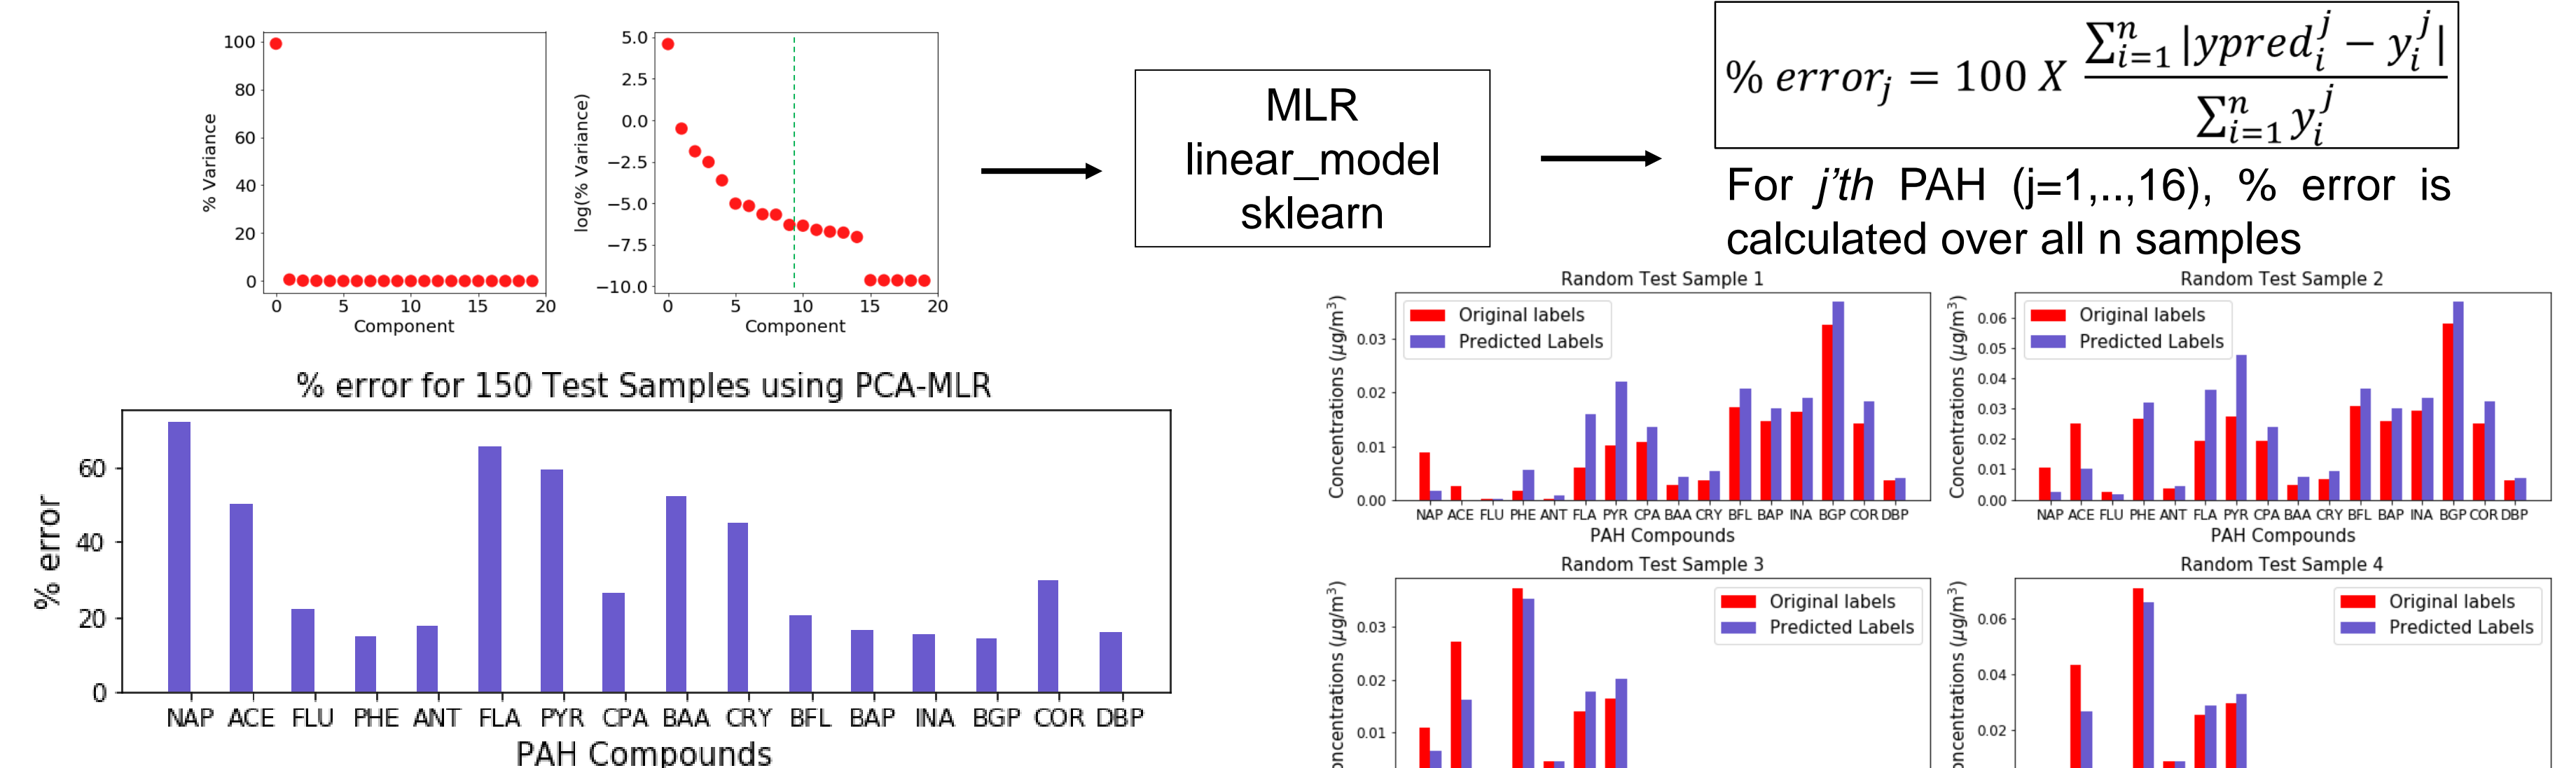 100
80
60
40
20
0
% Variance
0 5 10 15 20
Component
5.0
2.5
0.0
−2.5
−5.0
−7.5
−10.0
log(% Variance)
0 5 10 15 20
Component
MLR
linear_model
sklearn
% error_j = 100 X \frac{\sum_{i=1}^{n} |ypred_i^j − y_i^j|}{\sum_{i=1}^{n} y_i^j}
For j'th PAH (j=1,..,16), % error is
calculated over all n samples
% error for 150 Test Samples using PCA-MLR
60
40
20
0
% error
NAP ACE FLU PHE ANT FLA PYR CPA BAA CRY BFL BAP INA BGP COR DBP
PAH Compounds
Random Test Sample 1
Original labels
Predicted Labels
0.03
0.02
0.01
0.00
Concentrations (μg/m³)
NAP ACE FLU PHE ANT FLA PYR CPA BAA CRY BFL BAP INA BGP COR DBP
PAH Compounds
Random Test Sample 2
Original labels
Predicted Labels
0.06
0.05
0.04
0.03
0.02
0.01
0.00
Concentrations (μg/m³)
NAP ACE FLU PHE ANT FLA PYR CPA BAA CRY BFL BAP INA BGP COR DBP
PAH Compounds
Random Test Sample 3
Original labels
Predicted Labels
0.03
0.02
0.01
oncentrations (μg/m³)
Random Test Sample 4
Original labels
Predicted Labels
0.06
0.04
0.02
oncentrations (μg/m³)